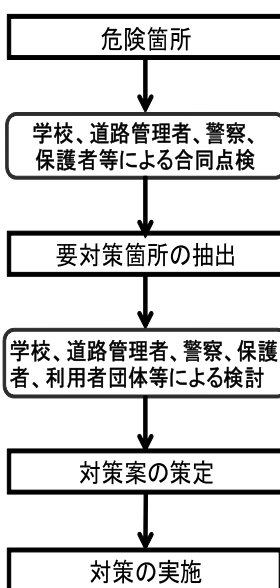 危険箇所
学校、道路管理者、警察、
保護者等による合同点検
要対策箇所の抽出
学校、道路管理者、警察、保護
者、利用者団体等による検討
対策案の策定
対策の実施